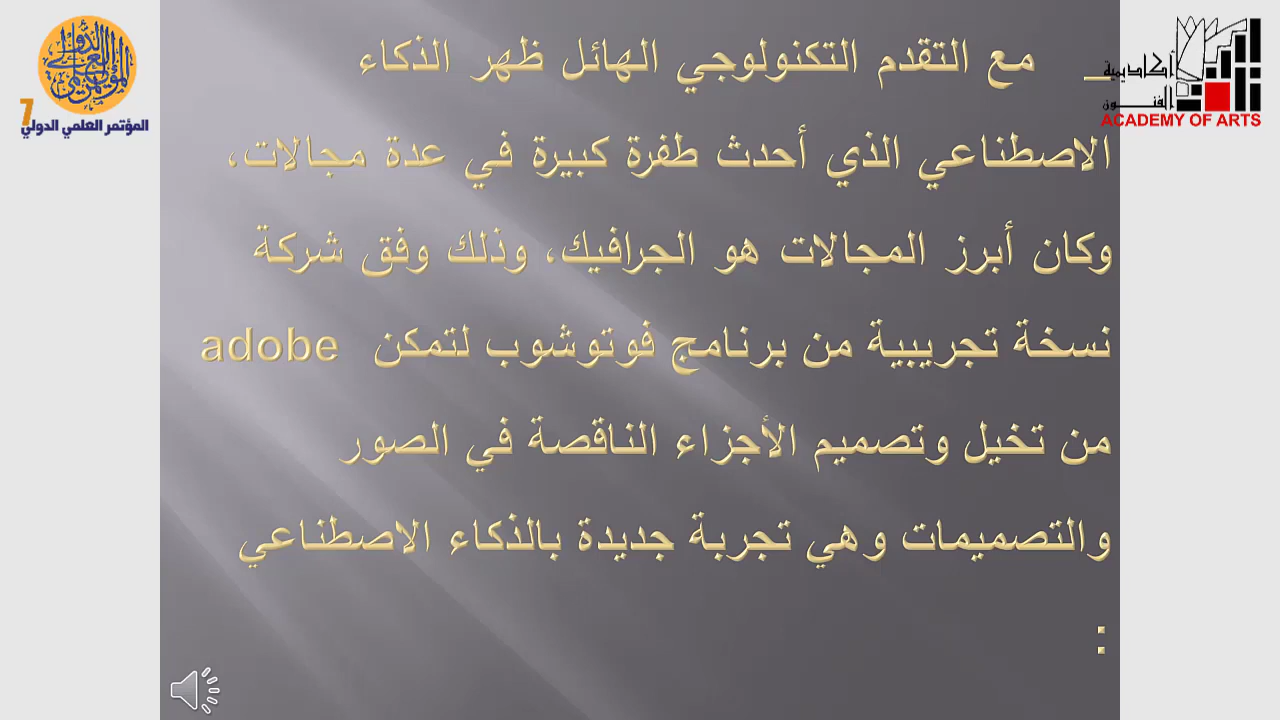 _ مع التقدم التكنولوجي الهائل ظهر الذكاء
الاصطناعي الذي أحدث طفرة كبيرة في عدة مجالات،
وكان أبرز المجالات هو الجرافيك، وذلك وفق شركة
نسخة تجريبية من برنامج فوتوشوب لتمكن adobe
من تخيل وتصميم الأجزاء الناقصة في الصور
والتصميمات وهي تجربة جديدة بالذكاء الاصطناعي
:
أكاديمية
الفنون
ACADEMY OF ARTS
7
المؤتمر العلمي الدولي